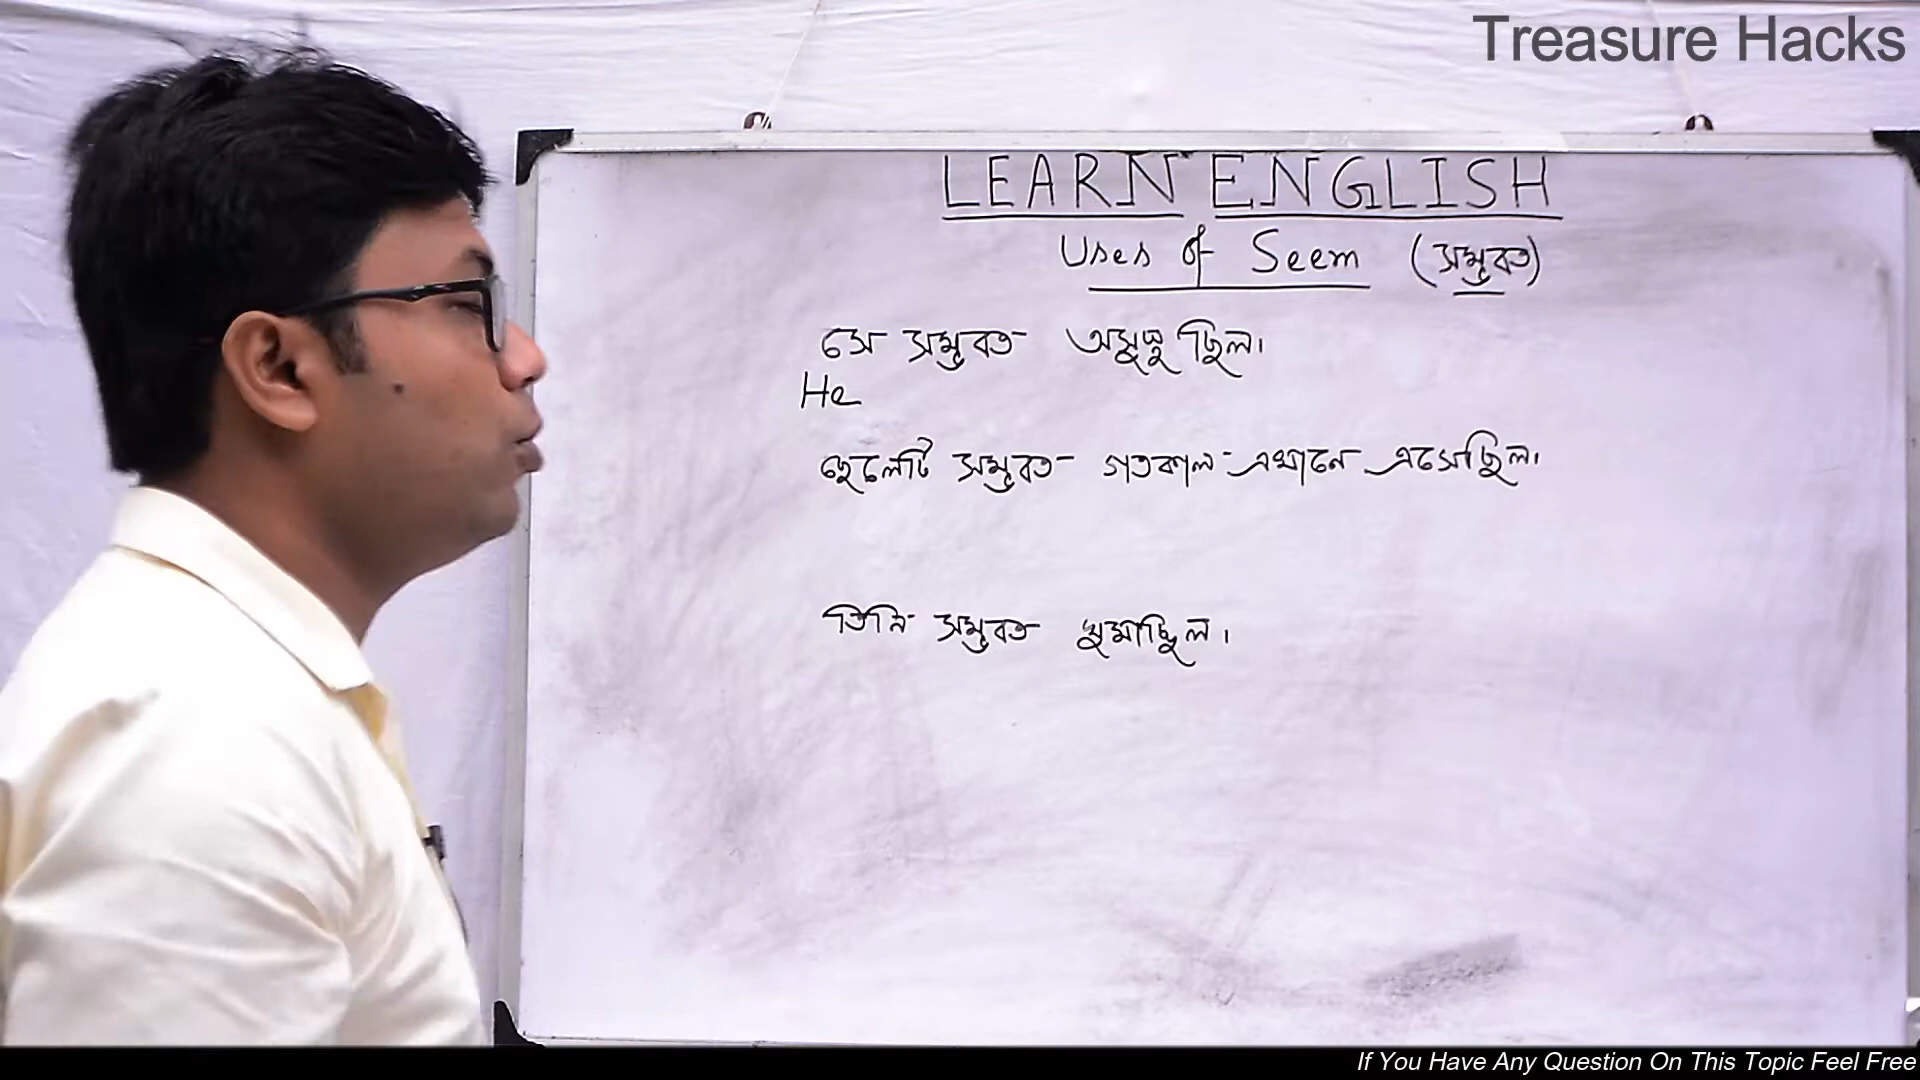 Treasure Hacks
LEARN ENGLISH
Uses of Seem (সম্ভবত)
সে সম্ভবত অসুস্থ ছিল।
He
ছেলেটি সম্ভবত গতকাল এখানে এসেছিল।
তিনি সম্ভবত ঘুমাচ্ছিল।
If You Have Any Question On This Topic Feel Free